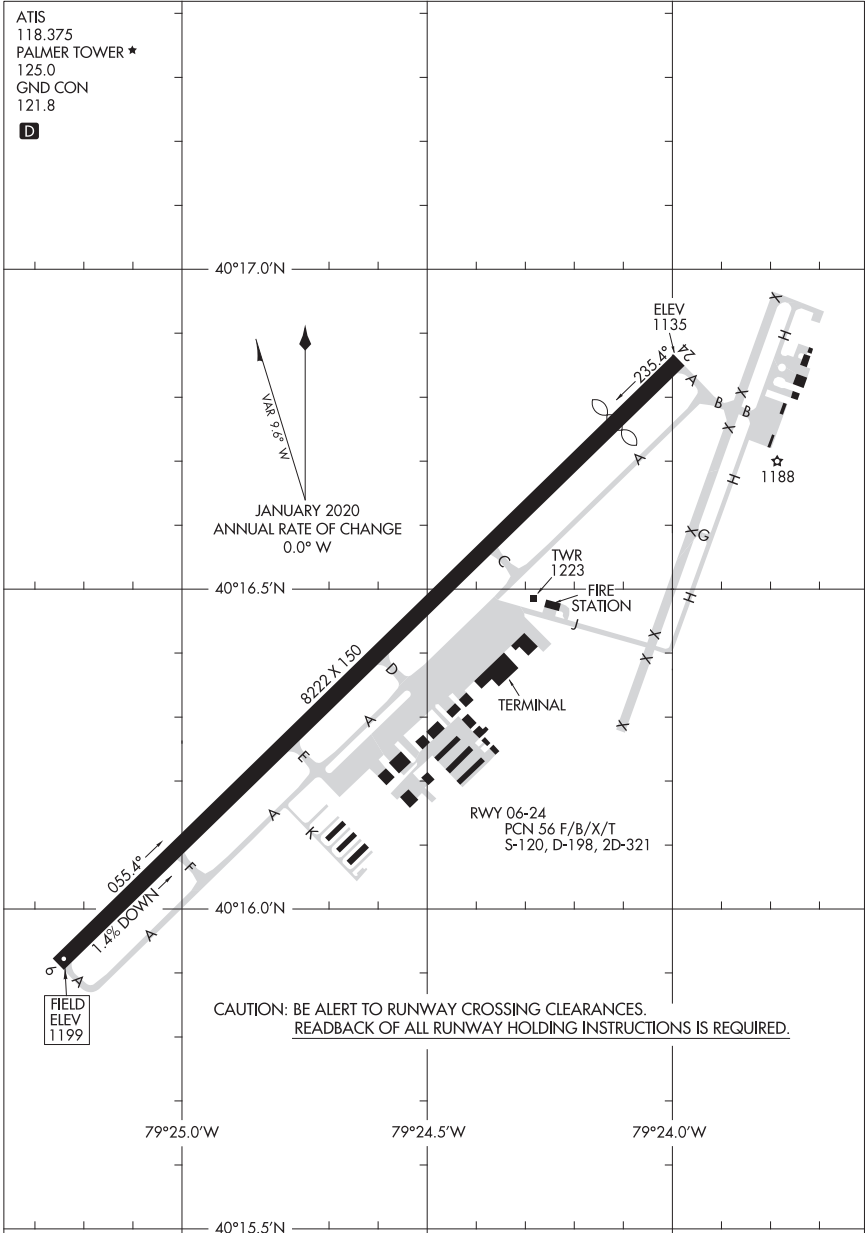 ATIS
118.375
PALMER TOWER ★
125.0
GND CON
121.8
D
40°17.0'N
ELEV
1135
24
235.4°
X
H
A
B
X
B
X
A
H
1188
VAR 9.6° W
JANUARY 2020
ANNUAL RATE OF CHANGE
0.0° W
X
G
C
TWR
1223
40°16.5'N
FIRE
STATION
H
J
X
X
8222 X 150
D
TERMINAL
A
X
E
A
K
RWY 06-24
PCN 56 F/B/X/T
S-120, D-198, 2D-321
055.4°
F
1.4% DOWN
40°16.0'N
A
6
A
FIELD
ELEV
1199
CAUTION: BE ALERT TO RUNWAY CROSSING CLEARANCES.
READBACK OF ALL RUNWAY HOLDING INSTRUCTIONS IS REQUIRED.
79°25.0'W
79°24.5'W
79°24.0'W
40°15.5'N